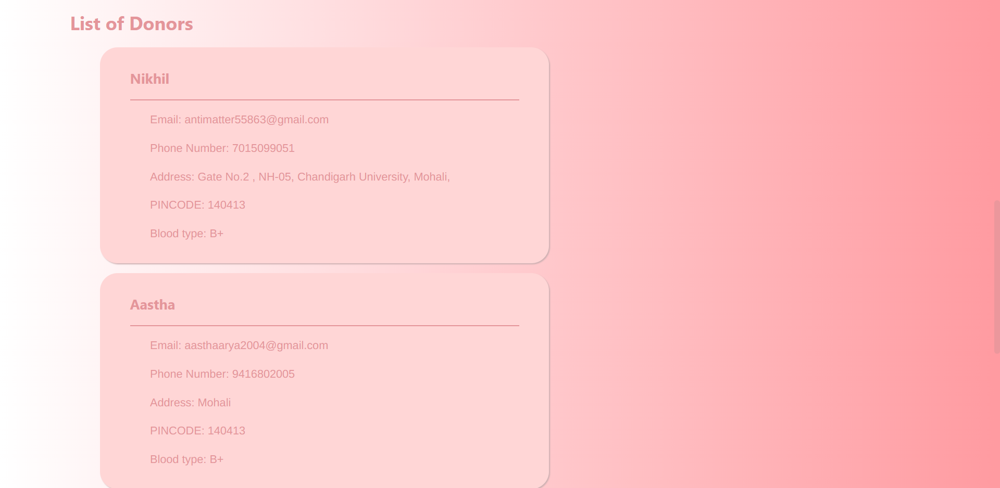 List of Donors
Nikhil
Email: antimatter55863@gmail.com
Phone Number: 7015099051
Address: Gate No.2 , NH-05, Chandigarh University, Mohali,
PINCODE: 140413
Blood type: B+
Aastha
Email: aasthaarya2004@gmail.com
Phone Number: 9416802005
Address: Mohali
PINCODE: 140413
Blood type: B+